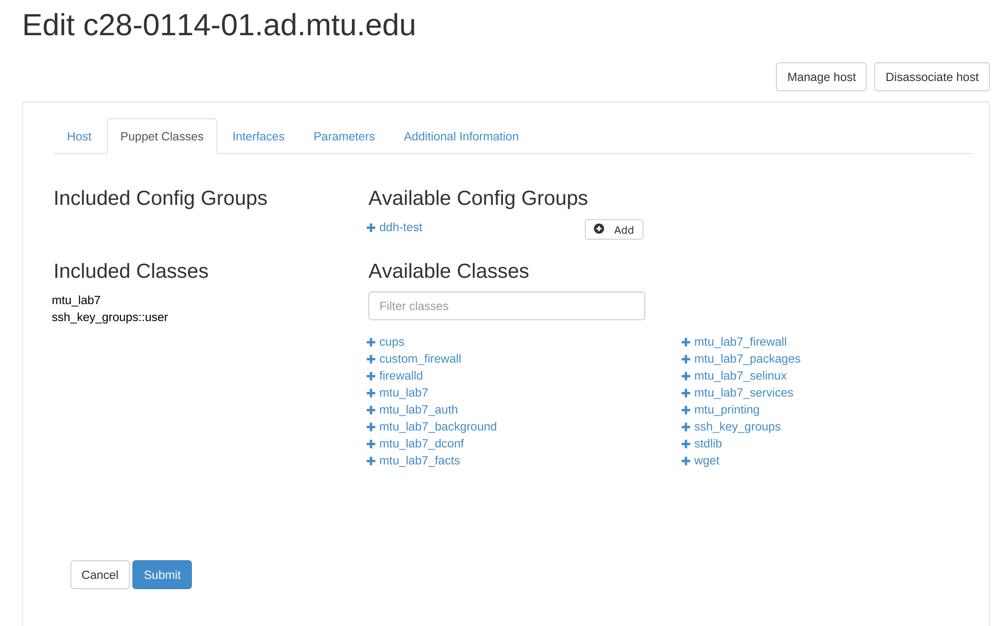 Edit c28-0114-01.ad.mtu.edu
Manage host
Disassociate host
Host
Puppet Classes
Interfaces
Parameters
Additional Information
Included Config Groups
Available Config Groups
ddh-test
Add
Included Classes
mtu_lab7
ssh_key_groups::user
Available Classes
Filter classes
cups
custom_firewall
firewalld
mtu_lab7
mtu_lab7_auth
mtu_lab7_background
mtu_lab7_dconf
mtu_lab7_facts
mtu_lab7_firewall
mtu_lab7_packages
mtu_lab7_selinux
mtu_lab7_services
mtu_printing
ssh_key_groups
stdlib
wget
Cancel
Submit